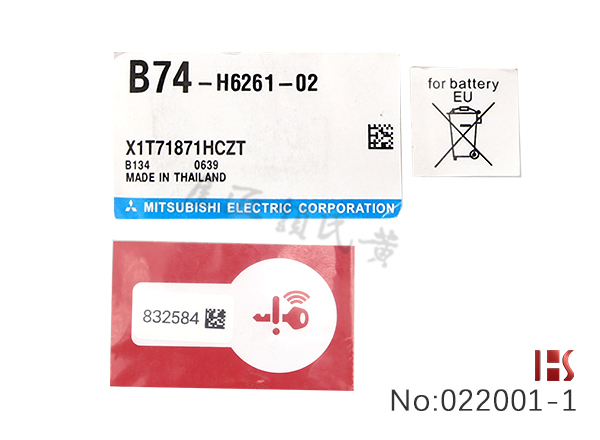 B74-H6261-02
X1T71871HCZT
B134 0639
MADE IN THAILAND
MITSUBISHI ELECTRIC CORPORATION
for battery
EU
832584
HS
No:022001-1